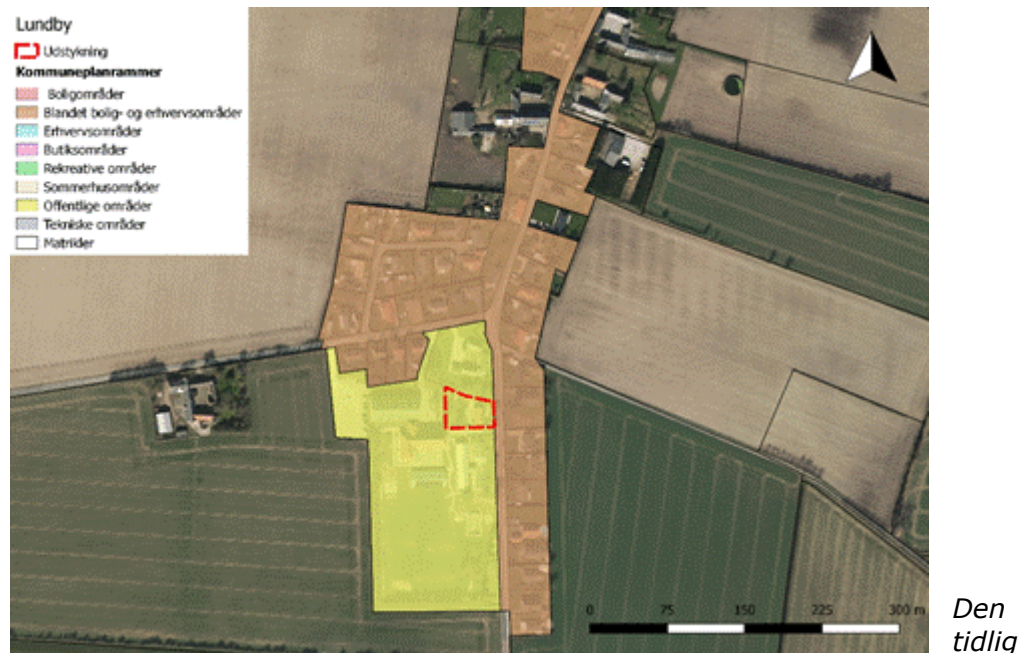 Lundby
Udstykning
Kommuneplanrammer
Boligområder
Blandet bolig- og erhvervsområder
Erhvervsområder
Butiksområder
Rekreative områder
Sommerhusområder
Offentlige områder
Tekniske områder
Matrikler
0 75 150 225 300 m
Den
tidlig